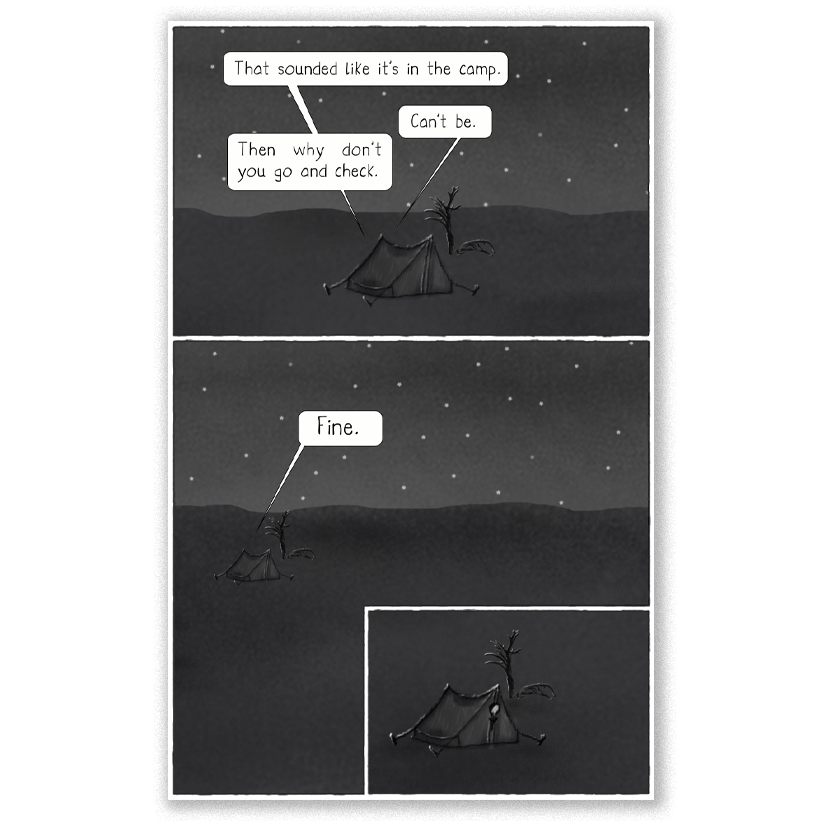 That sounded like it's in the camp.
Can't be.
Then why don't
you go and check.
Fine.